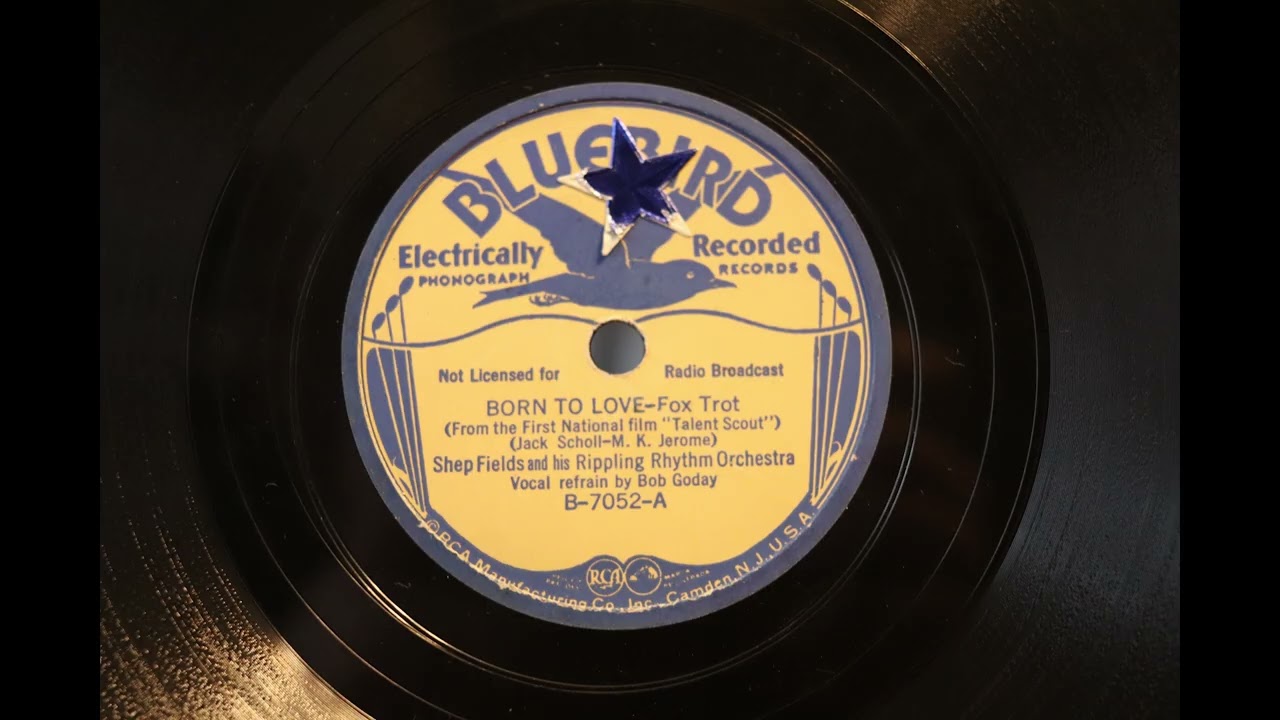 BLUEBIRD
Electrically Recorded
PHONOGRAPH RECORDS
Not Licensed for Radio Broadcast
BORN TO LOVE-Fox Trot
(From the First National film "Talent Scout")
(Jack Scholl-M. K. Jerome)
Shep Fields and his Rippling Rhythm Orchestra
Vocal refrain by Bob Goday
B-7052-A
RCA
©RCA Manufacturing Co., Inc., Camden, N.J., U.S.A.